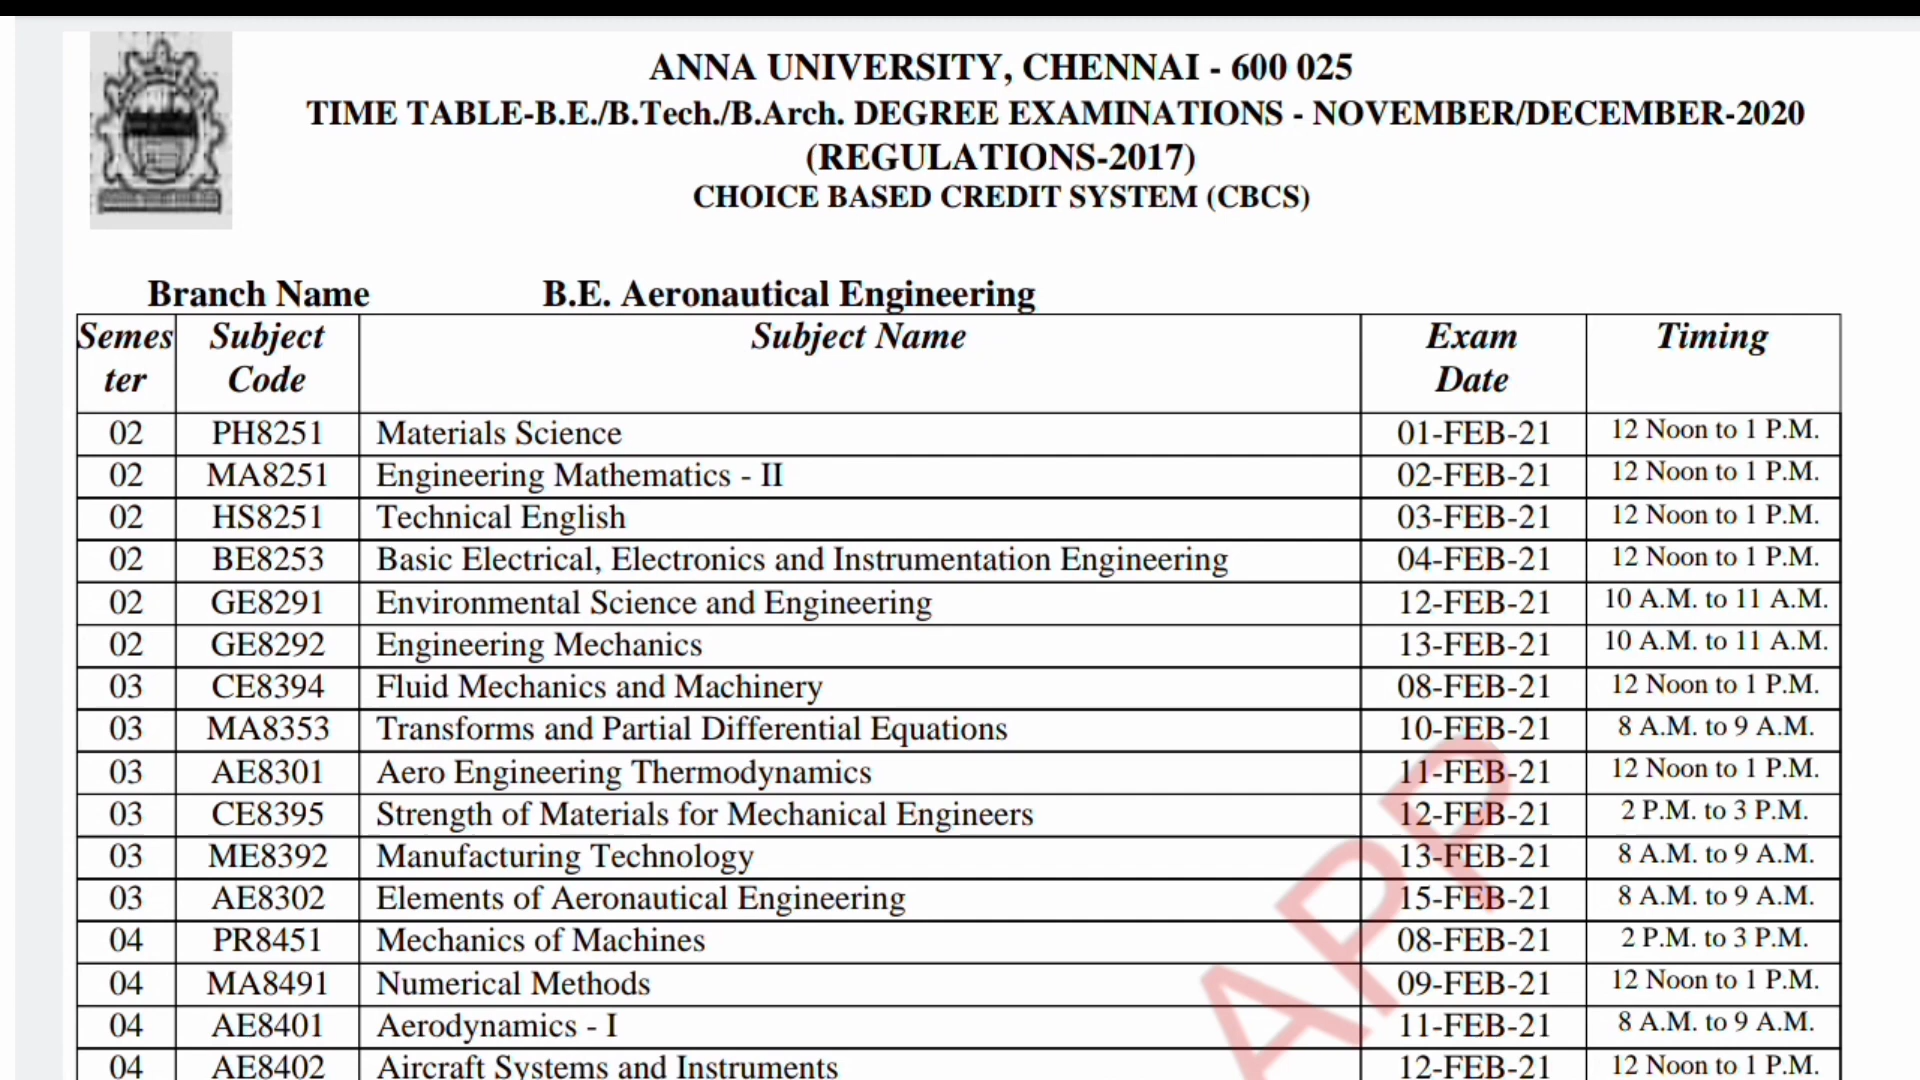 ANNA UNIVERSITY, CHENNAI - 600 025
TIME TABLE-B.E./B.Tech./B.Arch. DEGREE EXAMINATIONS - NOVEMBER/DECEMBER-2020
(REGULATIONS-2017)
CHOICE BASED CREDIT SYSTEM (CBCS)
Branch Name B.E. Aeronautical Engineering
Semes Subject Subject Name Exam Timing
ter Code Date
02 PH8251 Materials Science 01-FEB-21 12 Noon to 1 P.M.
02 MA8251 Engineering Mathematics - II 02-FEB-21 12 Noon to 1 P.M.
02 HS8251 Technical English 03-FEB-21 12 Noon to 1 P.M.
02 BE8253 Basic Electrical, Electronics and Instrumentation Engineering 04-FEB-21 12 Noon to 1 P.M.
02 GE8291 Environmental Science and Engineering 12-FEB-21 10 A.M. to 11 A.M.
02 GE8292 Engineering Mechanics 13-FEB-21 10 A.M. to 11 A.M.
03 CE8394 Fluid Mechanics and Machinery 08-FEB-21 12 Noon to 1 P.M.
03 MA8353 Transforms and Partial Differential Equations 10-FEB-21 8 A.M. to 9 A.M.
03 AE8301 Aero Engineering Thermodynamics 11-FEB-21 12 Noon to 1 P.M.
03 CE8395 Strength of Materials for Mechanical Engineers 12-FEB-21 2 P.M. to 3 P.M.
03 ME8392 Manufacturing Technology 13-FEB-21 8 A.M. to 9 A.M.
03 AE8302 Elements of Aeronautical Engineering 15-FEB-21 8 A.M. to 9 A.M.
04 PR8451 Mechanics of Machines 08-FEB-21 2 P.M. to 3 P.M.
04 MA8491 Numerical Methods 09-FEB-21 12 Noon to 1 P.M.
04 AE8401 Aerodynamics - I 11-FEB-21 8 A.M. to 9 A.M.
04 AE8402 Aircraft Systems and Instruments 12-FEB-21 12 Noon to 1 P.M.
APP